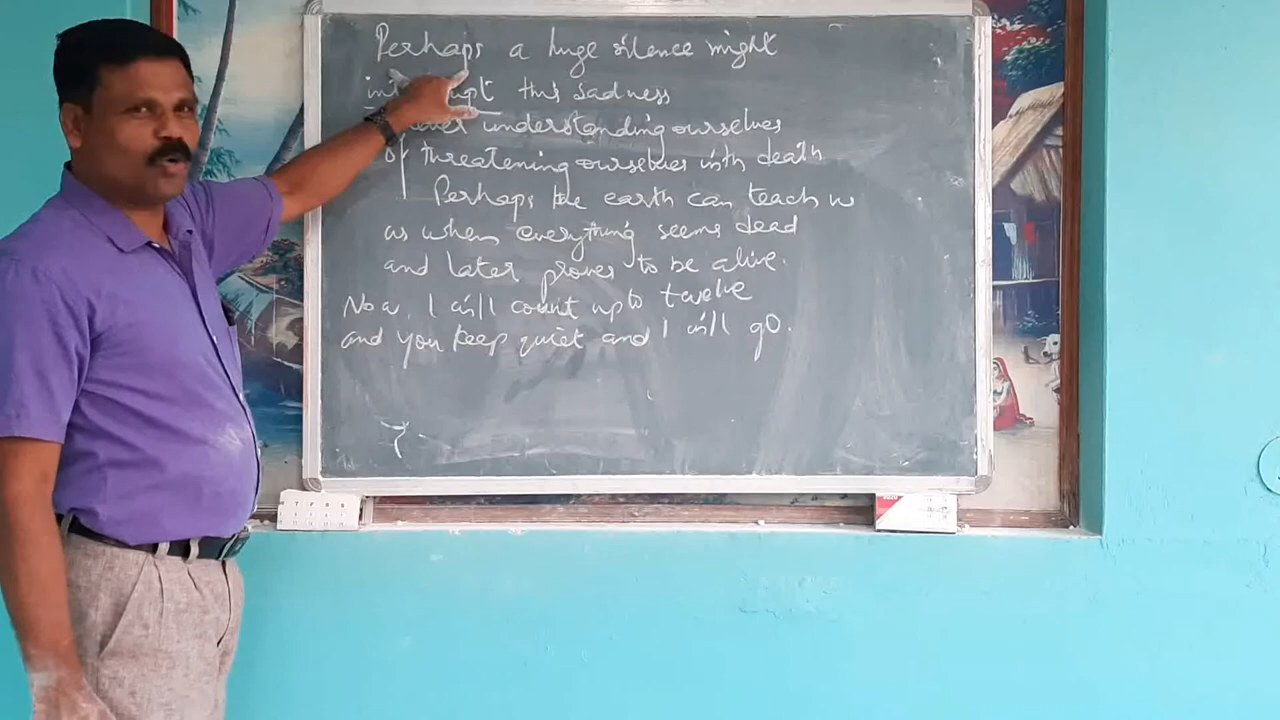 Perhaps a huge silence might
interrupt this sadness
never understanding ourselves
of threatening ourselves with death
Perhaps the earth can teach us
as when everything seems dead
and later proves to be alive.
Now, I will count upto twelve
and you keep quiet and I will go.